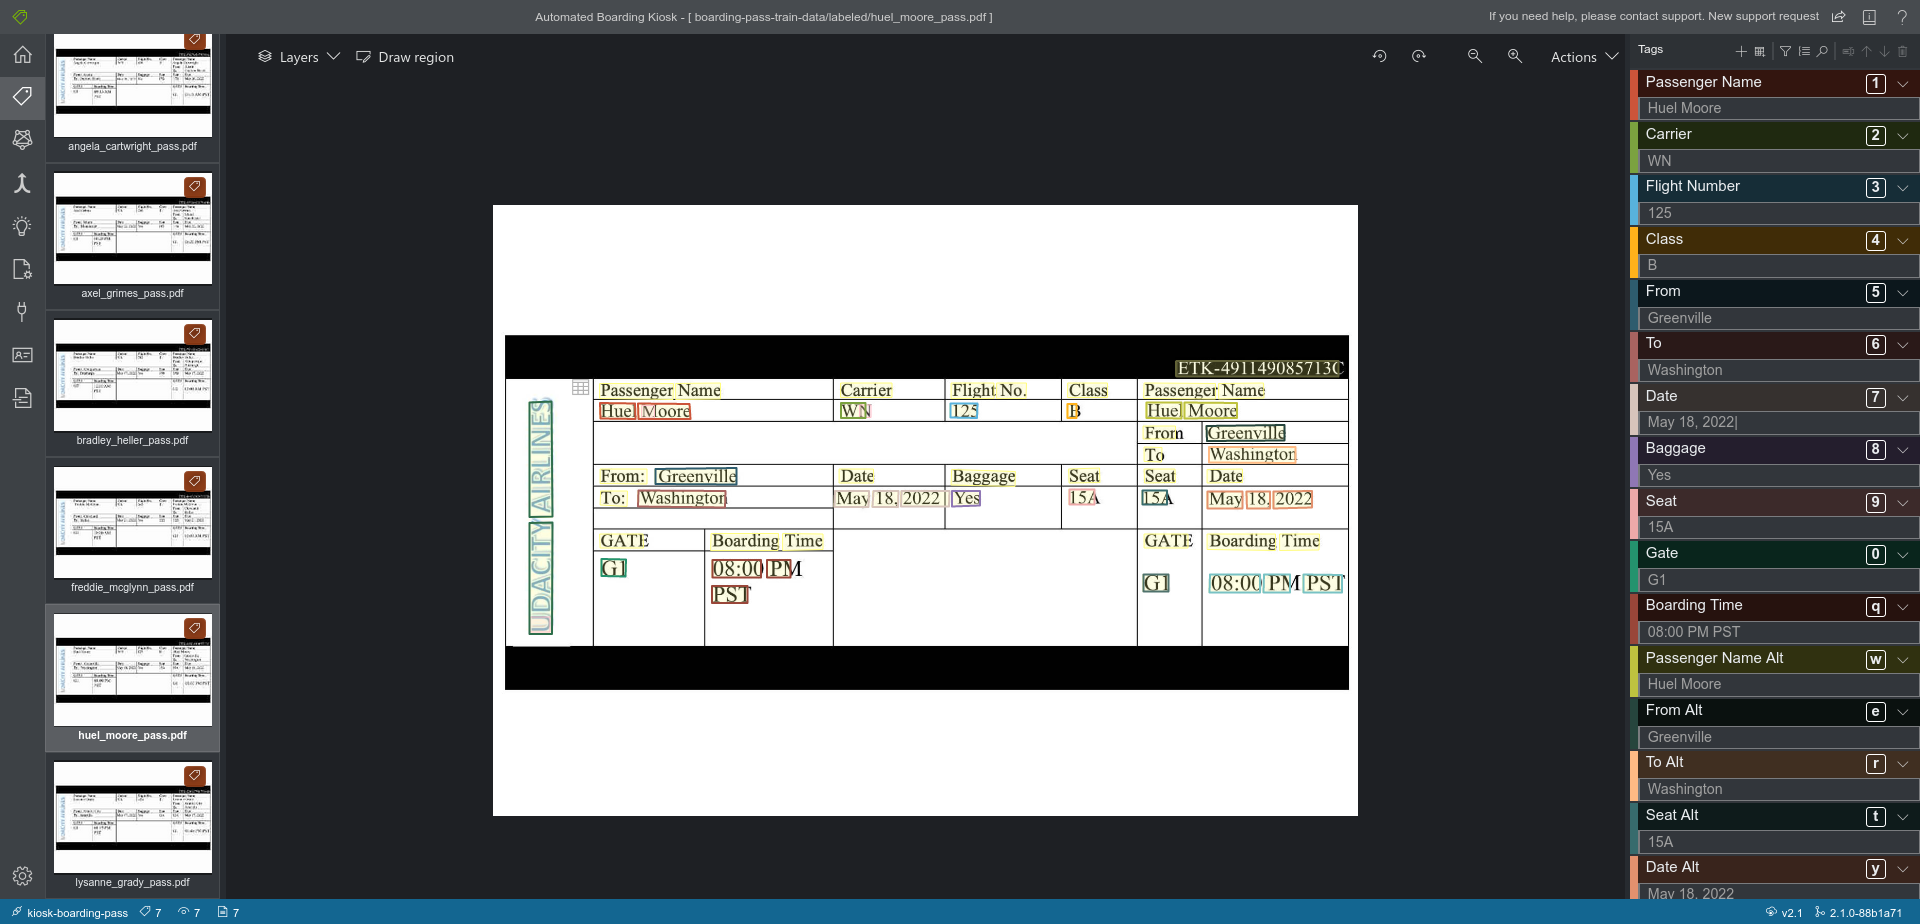 Automated Boarding Kiosk - [ boarding-pass-train-data/labeled/huel_moore_pass.pdf ]
If you need help, please contact support. New support request
Layers
Draw region
Actions
angela_cartwright_pass.pdf
axel_grimes_pass.pdf
bradley_heller_pass.pdf
freddie_mcglynn_pass.pdf
huel_moore_pass.pdf
lysanne_grady_pass.pdf
ETK-491149085713C
UDACITY AIRLINES
Passenger Name Carrier Flight No. Class Passenger Name
Huel Moore WN 125 B Huel Moore
From Greenville
To Washington
From: Greenville Date Baggage Seat Seat Date
To: Washington May 18, 2022 Yes 15A 15A May 18, 2022
GATE Boarding Time GATE Boarding Time
G1 08:00 PM PST G1 08:00 PM PST
Tags
Passenger Name 1
Huel Moore
Carrier 2
WN
Flight Number 3
125
Class 4
B
From 5
Greenville
To 6
Washington
Date 7
May 18, 2022|
Baggage 8
Yes
Seat 9
15A
Gate 0
G1
Boarding Time q
08:00 PM PST
Passenger Name Alt w
Huel Moore
From Alt e
Greenville
To Alt r
Washington
Seat Alt t
15A
Date Alt y
May 18, 2022
kiosk-boarding-pass 7 7 7
v2.1 2.1.0-88b1a71